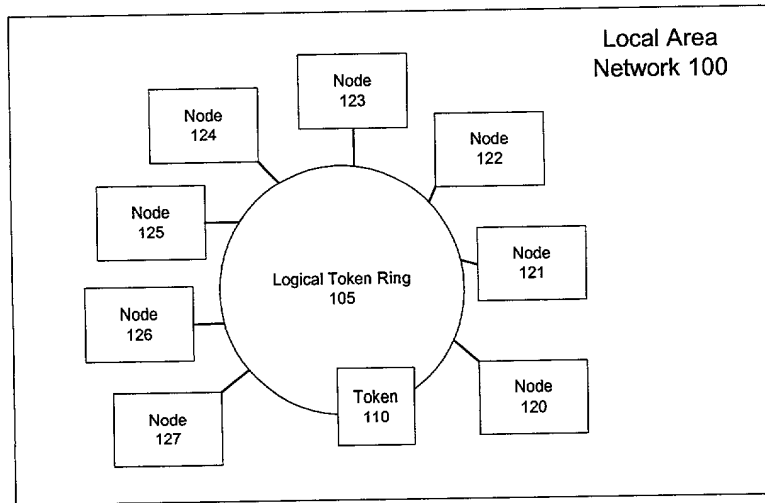 Local Area
Network 100
Node
123
Node
124
Node
122
Node
125
Node
121
Logical Token Ring
105
Node
126
Node
120
Token
110
Node
127